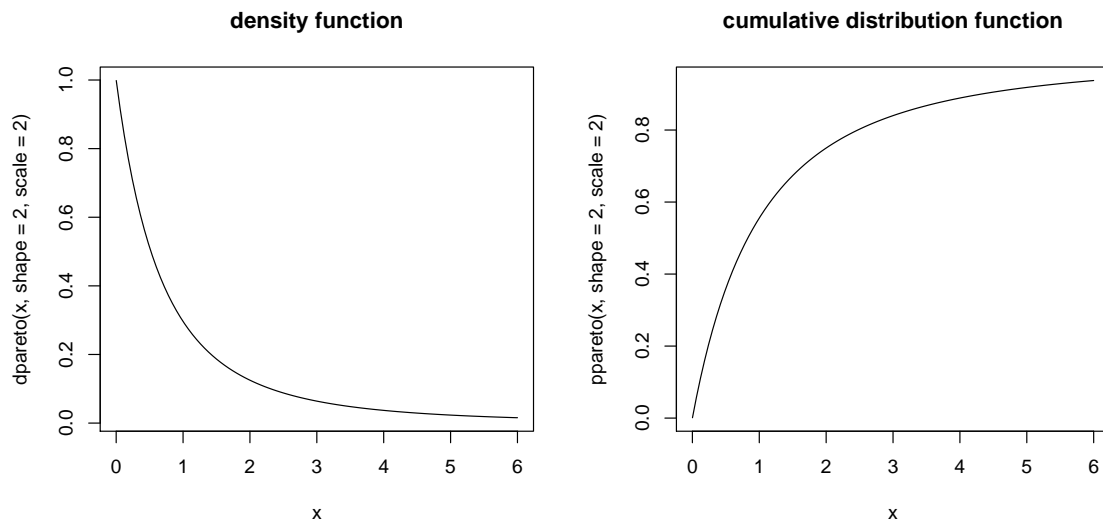 density function
dpareto(x, shape = 2, scale = 2)
1.0
0.8
0.6
0.4
0.2
0.0
0 1 2 3 4 5 6
x
cumulative distribution function
ppareto(x, shape = 2, scale = 2)
0.8
0.6
0.4
0.2
0.0
0 1 2 3 4 5 6
x